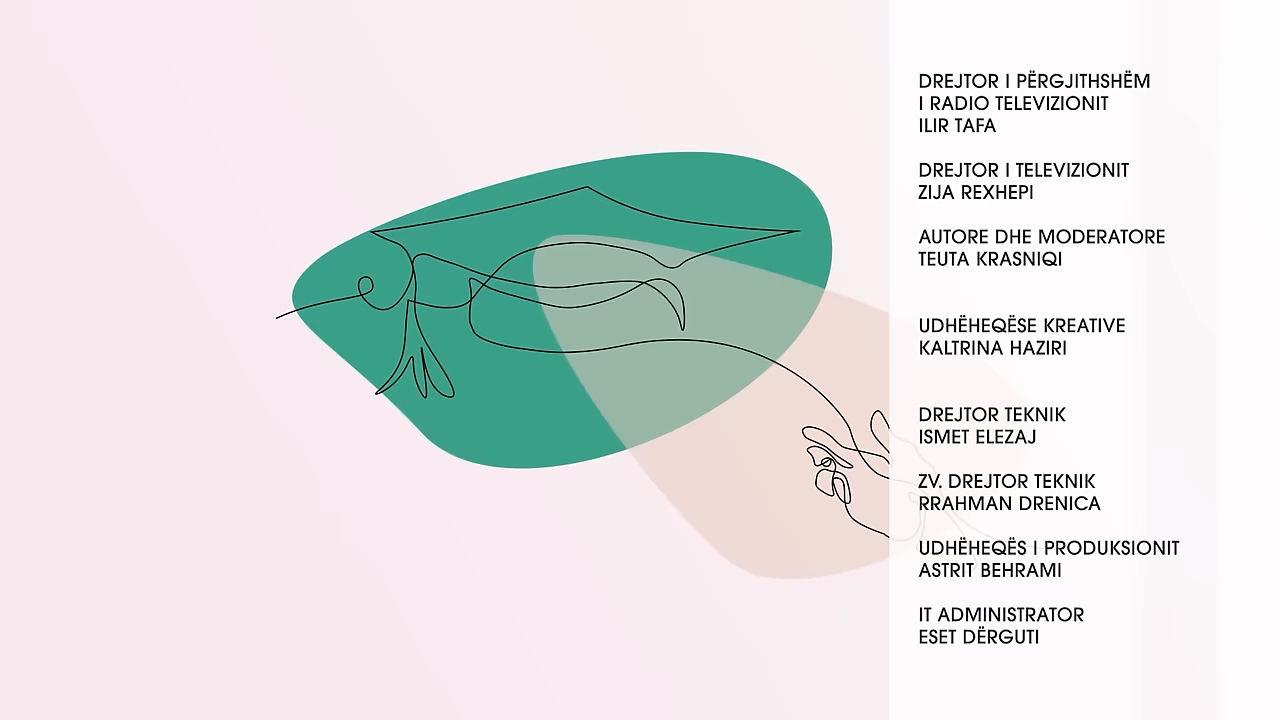 DREJTOR I PËRGJITHSHËM
I RADIO TELEVIZIONIT
ILIR TAFA
DREJTOR I TELEVIZIONIT
ZIJA REXHEPI
AUTORE DHE MODERATORE
TEUTA KRASNIQI
UDHËHEQËSE KREATIVE
KALTRINA HAZIRI
DREJTOR TEKNIK
ISMET ELEZAJ
ZV. DREJTOR TEKNIK
RRAHMAN DRENICA
UDHËHEQËS I PRODUKSIONIT
ASTRIT BEHRAMI
IT ADMINISTRATOR
ESET DËRGUTI